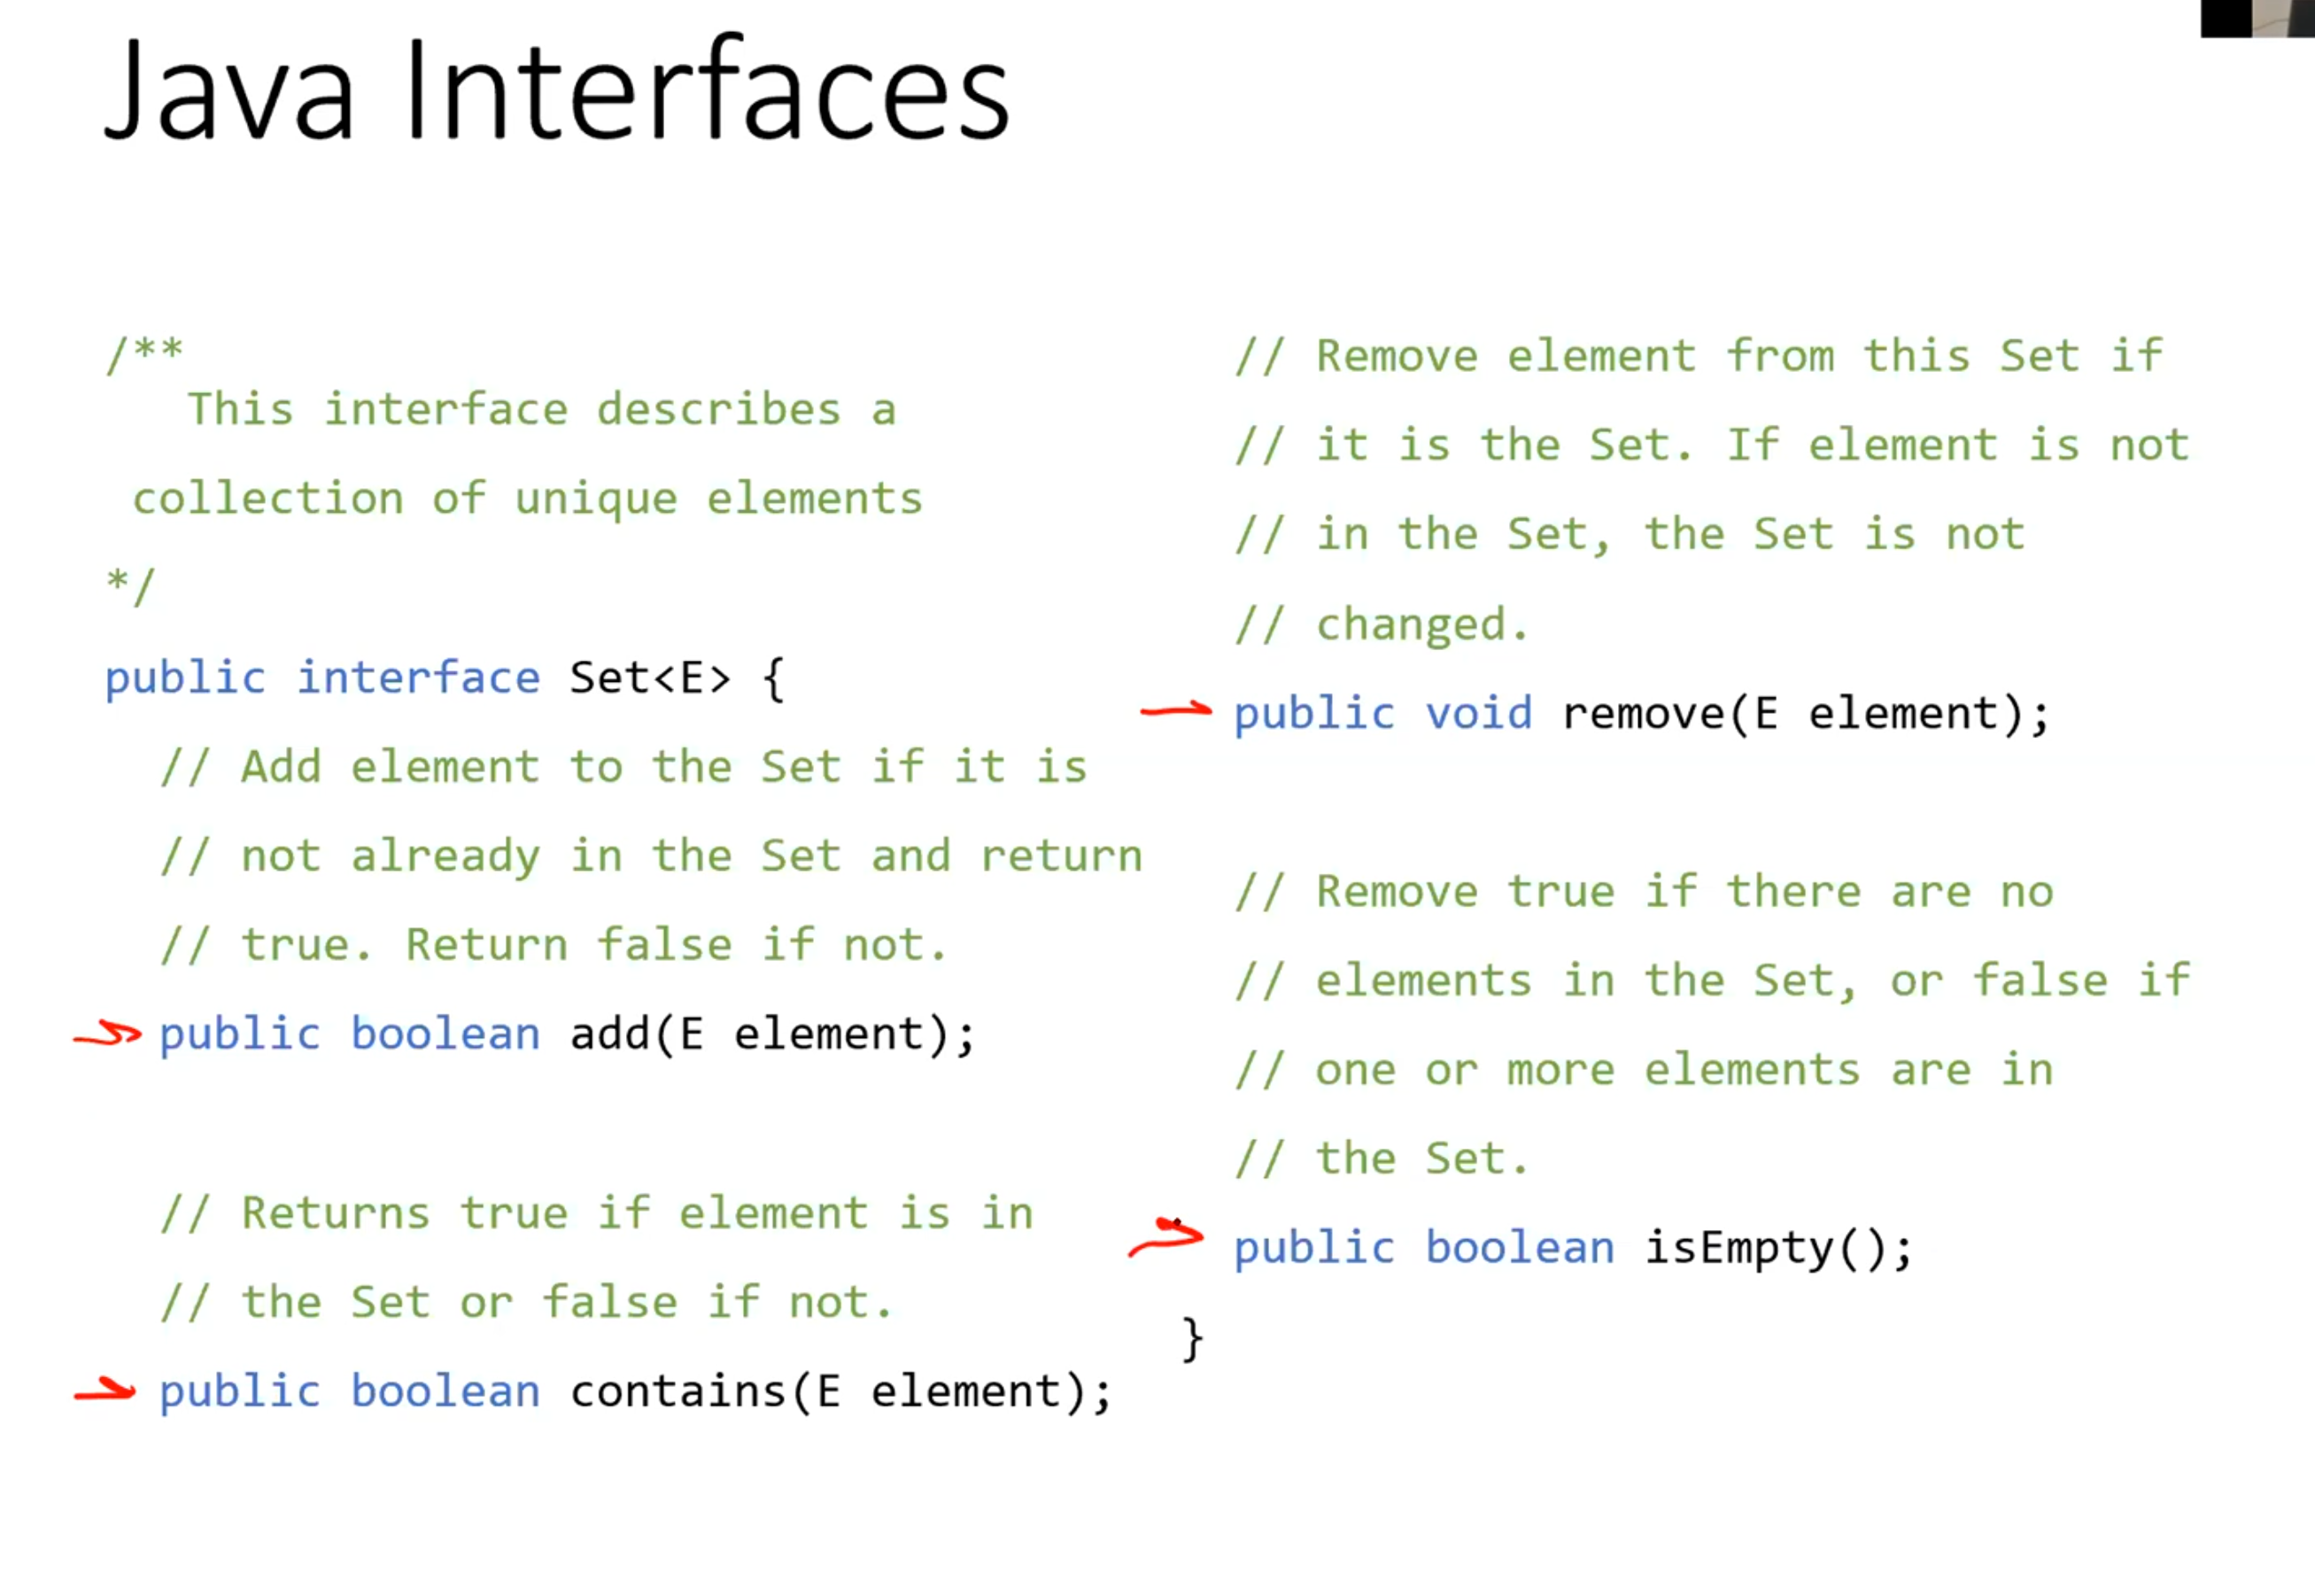 Java Interfaces
/**
This interface describes a
collection of unique elements
*/
public interface Set<E> {
// Add element to the Set if it is
// not already in the Set and return
// true. Return false if not.
public boolean add(E element);
// Returns true if element is in
// the Set or false if not.
public boolean contains(E element);
// Remove element from this Set if
// it is the Set. If element is not
// in the Set, the Set is not
// changed.
public void remove(E element);
// Remove true if there are no
// elements in the Set, or false if
// one or more elements are in
// the Set.
public boolean isEmpty();
}